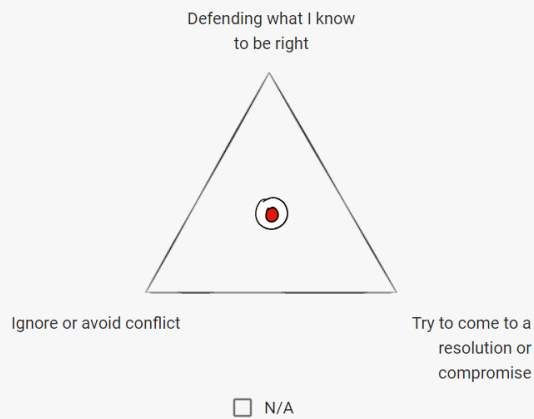 Defending what I know
to be right
Ignore or avoid conflict
Try to come to a
resolution or
compromise
N/A